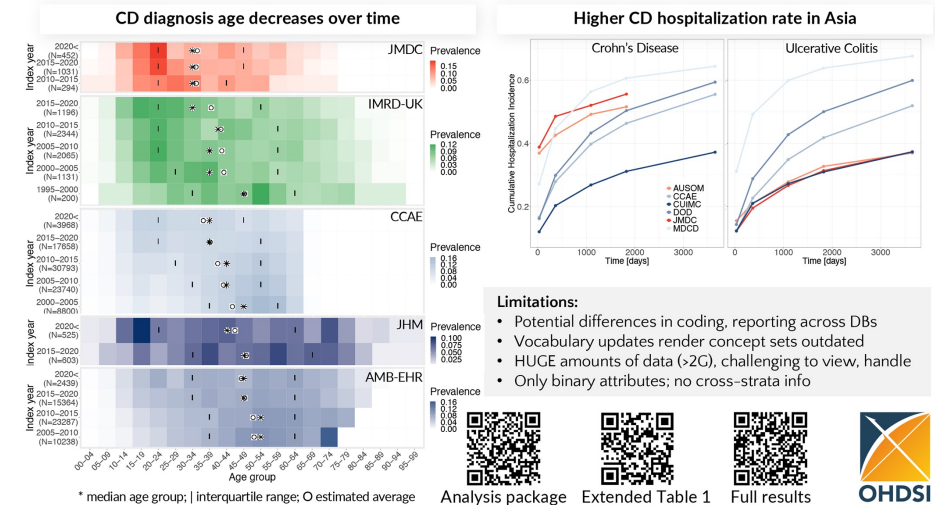 CD diagnosis age decreases over time
Index year
2020<
(N=452)
2015-2020
(N=1031)
2010-2015
(N=294)
JMDC
Prevalence
0.15
0.10
0.05
0.00
Index year
2015-2020
(N=1196)
2010-2015
(N=2344)
2005-2010
(N=2065)
2000-2005
(N=1131)
1995-2000
(N=200)
IMRD-UK
Prevalence
0.12
0.09
0.06
0.03
0.00
Index year
2020<
(N=3968)
2015-2020
(N=17658)
2010-2015
(N=30793)
2005-2010
(N=23740)
2000-2005
(N=8800)
CCAE
Prevalence
0.16
0.12
0.08
0.04
0.00
Index year
2020<
(N=525)
2015-2020
(N=603)
JHM
Prevalence
0.100
0.075
0.050
0.025
Index year
2020<
(N=2439)
2015-2020
(N=15364)
2010-2015
(N=23287)
2005-2010
(N=10238)
AMB-EHR
Prevalence
0.16
0.12
0.08
0.04
0.00
00-04 05-09 10-14 15-19 20-24 25-29 30-34 35-39 40-44 45-49 50-54 55-59 60-64 65-69 70-74 75-79 80-84 85-89 90-94 95-99
Age group
* median age group; | interquartile range; O estimated average
Higher CD hospitalization rate in Asia
Crohn's Disease
Ulcerative Colitis
Cumulative Hospitalization Incidence
0.6
0.4
0.2
AUSOM
CCAE
CUIMC
DOD
JMDC
MDCD
0 1000 2000 3000
Time [days]
0 1000 2000 3000
Time [days]
Limitations:
• Potential differences in coding, reporting across DBs
• Vocabulary updates render concept sets outdated
• HUGE amounts of data (>2G), challenging to view, handle
• Only binary attributes; no cross-strata info
Analysis package
Extended Table 1
Full results
OHDSI